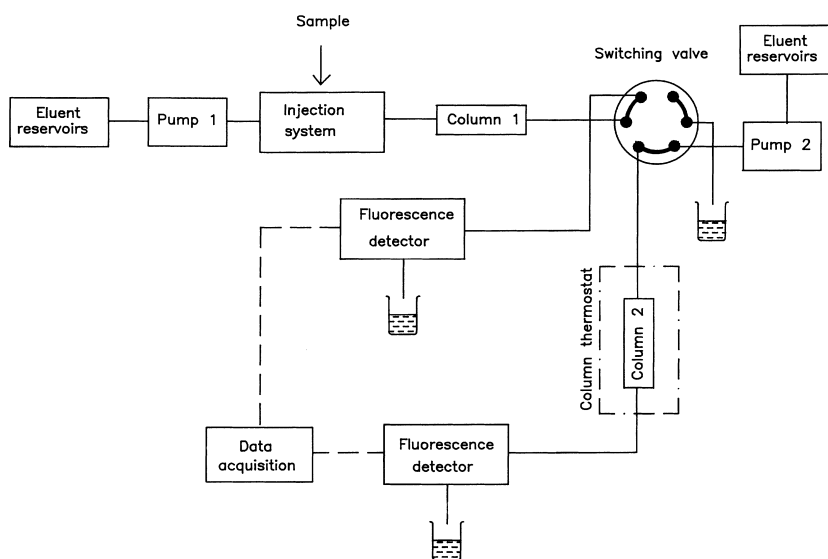 Sample
Switching valve
Eluent
reservoirs
Eluent
reservoirs
Pump 1
Injection
system
Column 1
Pump 2
Fluorescence
detector
Column thermostat
Column 2
Data
acquisition
Fluorescence
detector